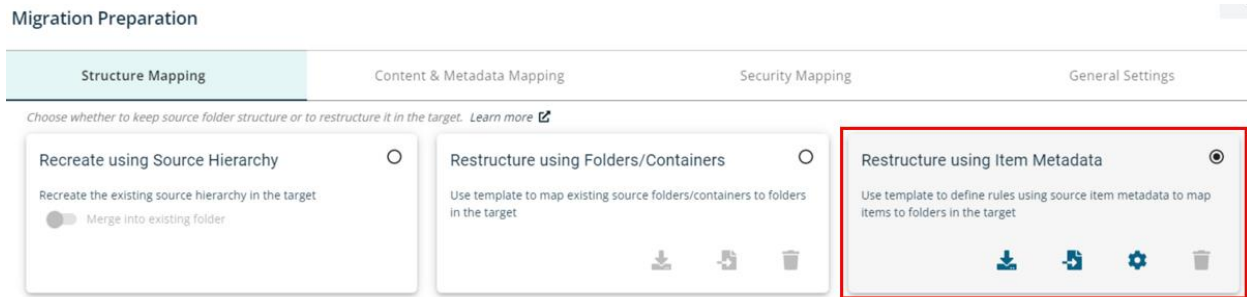 Migration Preparation
Structure Mapping
Content & Metadata Mapping
Security Mapping
General Settings
Choose whether to keep source folder structure or to restructure it in the target. Learn more
Recreate using Source Hierarchy
Recreate the existing source hierarchy in the target
Merge into existing folder
Restructure using Folders/Containers
Use template to map existing source folders/containers to folders
in the target
Restructure using Item Metadata
Use template to define rules using source item metadata to map
items to folders in the target